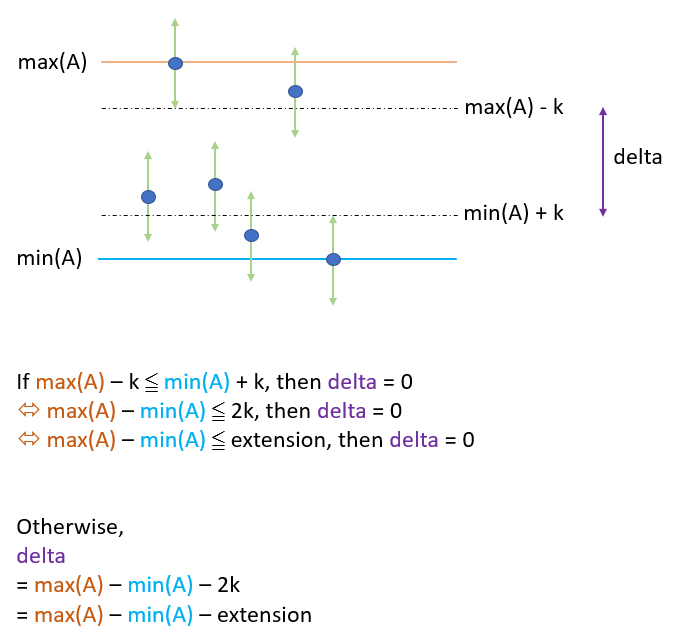 max(A)
max(A) - k
delta
min(A) + k
min(A)
If max(A) – k ≦ min(A) + k, then delta = 0
⇔ max(A) – min(A) ≦ 2k, then delta = 0
⇔ max(A) – min(A) ≦ extension, then delta = 0
Otherwise,
delta
= max(A) – min(A) – 2k
= max(A) – min(A) – extension